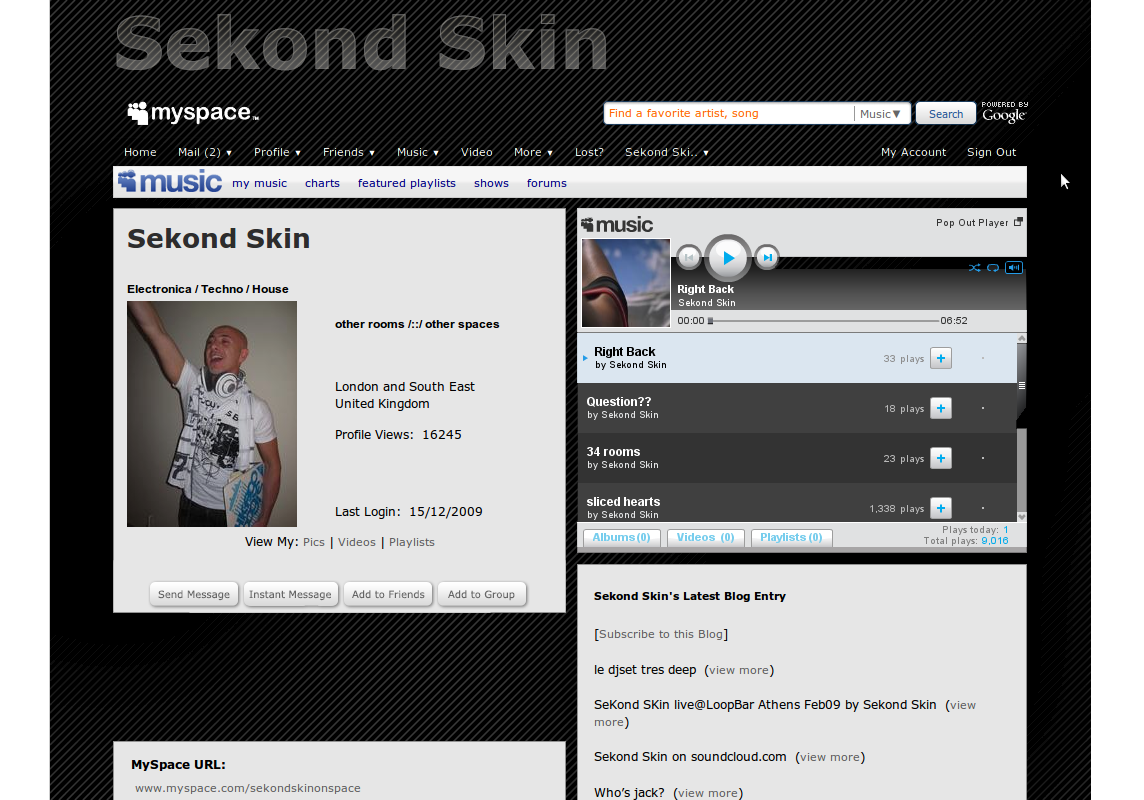 Sekond Skin
myspace™
Find a favorite artist, song
Music▼
Search
POWERED BY
Google
Home
Mail (2) ▼
Profile ▼
Friends ▼
Music ▼
Video
More ▼
Lost?
Sekond Ski.. ▼
My Account
Sign Out
music
my music
charts
featured playlists
shows
forums
Sekond Skin
Electronica / Techno / House
other rooms /::/ other spaces
London and South East
United Kingdom
Profile Views: 16245
Last Login: 15/12/2009
View My: Pics | Videos | Playlists
Send Message
Instant Message
Add to Friends
Add to Group
MySpace URL:
www.myspace.com/sekondskinonspace
music
Pop Out Player
Right Back
Sekond Skin
00:00
06:52
Right Back
by Sekond Skin
33 plays
Question??
by Sekond Skin
18 plays
34 rooms
by Sekond Skin
23 plays
sliced hearts
by Sekond Skin
1,338 plays
Albums(0)
Videos (0)
Playlists (0)
Plays today: 1
Total plays: 9,016
Sekond Skin's Latest Blog Entry
[Subscribe to this Blog]
le djset tres deep (view more)
SeKond SKin live@LoopBar Athens Feb09 by Sekond Skin (view
more)
Sekond Skin on soundcloud.com (view more)
Who's jack? (view more)